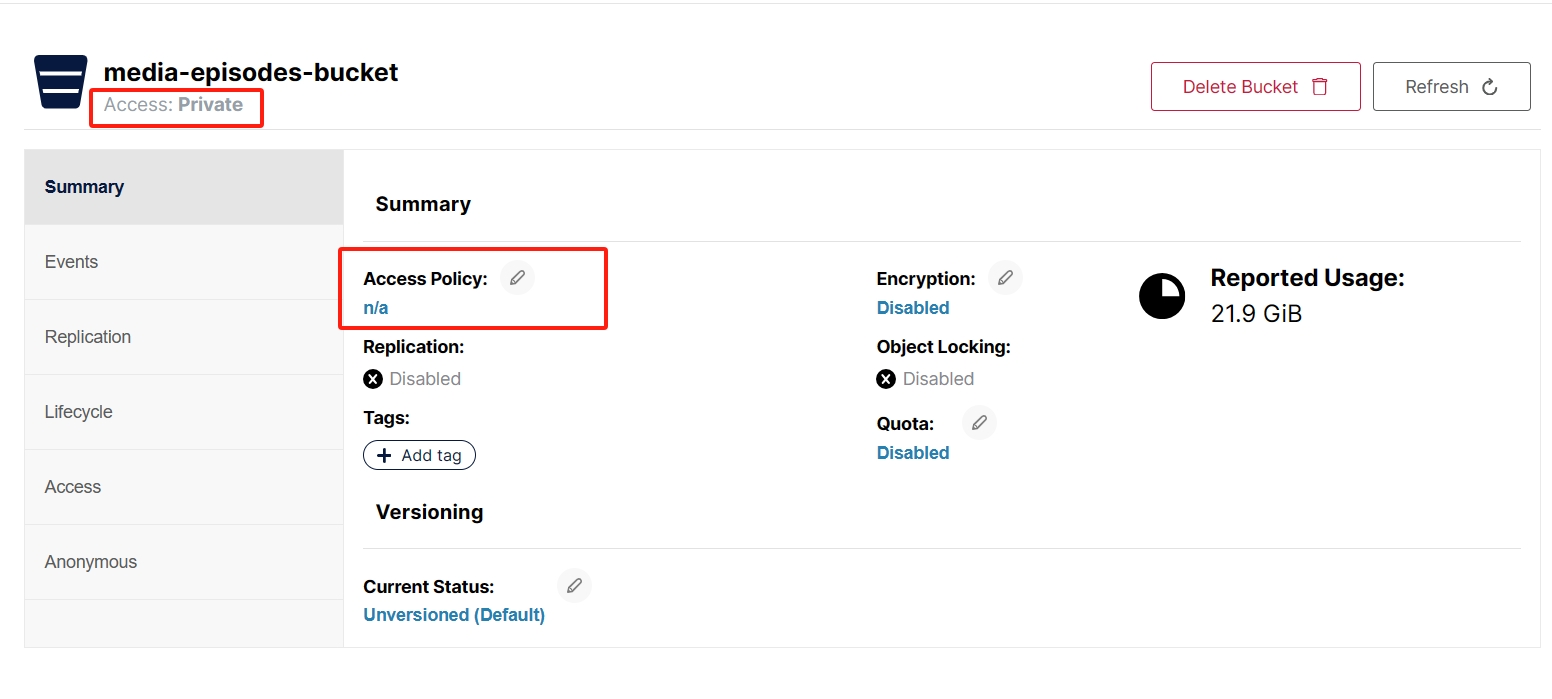 media-episodes-bucket
Access: Private
Delete Bucket
Refresh
Summary
Events
Replication
Lifecycle
Access
Anonymous
Summary
Access Policy:
n/a
Encryption:
Disabled
Reported Usage:
21.9 GiB
Replication:
Disabled
Object Locking:
Disabled
Tags:
Add tag
Quota:
Disabled
Versioning
Current Status:
Unversioned (Default)